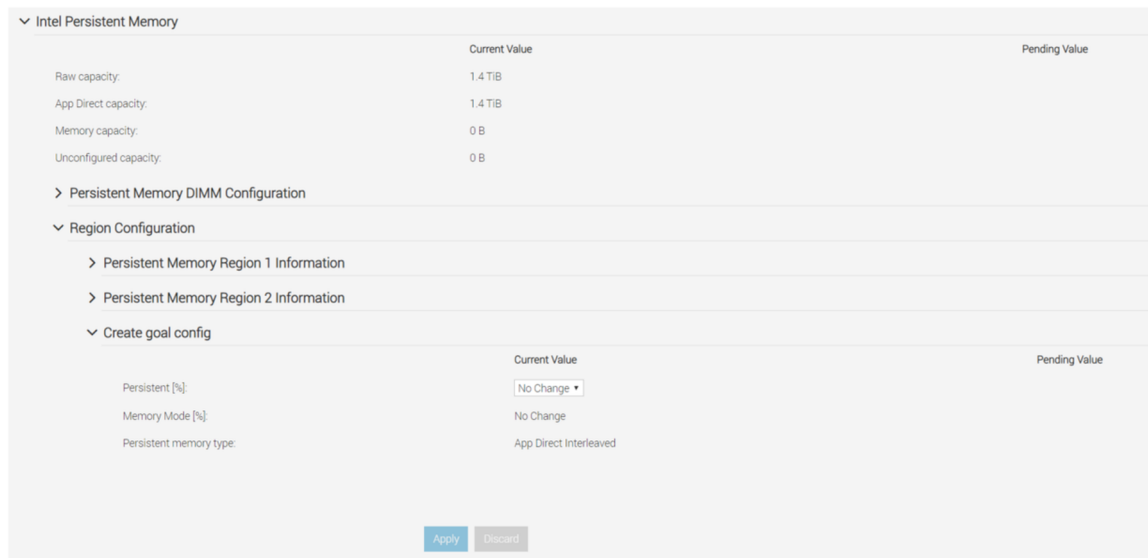 Intel Persistent Memory
Current Value Pending Value
Raw capacity: 1.4 TiB
App Direct capacity: 1.4 TiB
Memory capacity: 0 B
Unconfigured capacity: 0 B
Persistent Memory DIMM Configuration
Region Configuration
Persistent Memory Region 1 Information
Persistent Memory Region 2 Information
Create goal config
Current Value Pending Value
Persistent [%]: No Change
Memory Mode [%]: No Change
Persistent memory type: App Direct Interleaved
Apply Discard